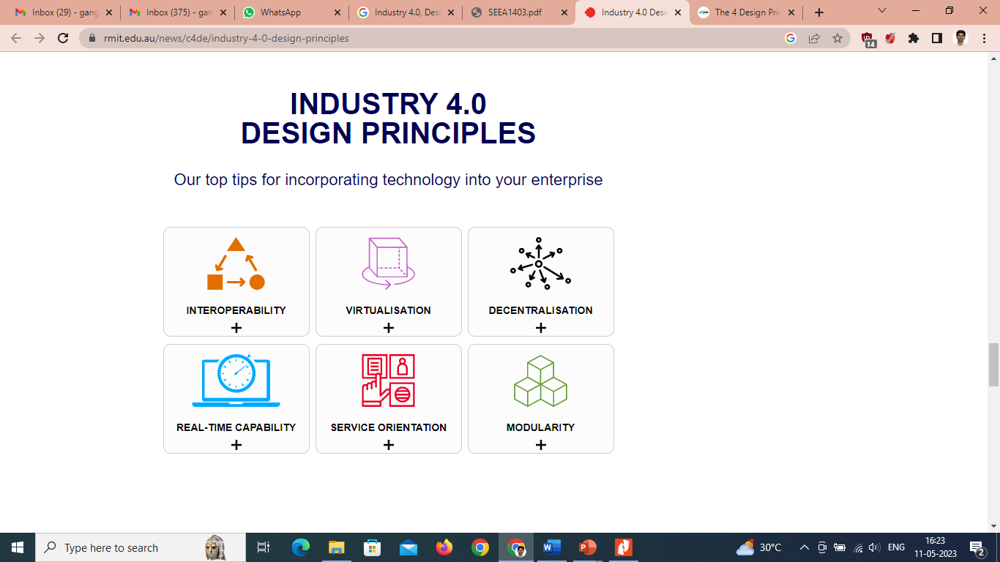 Inbox (29) - gang
Inbox (375) - gan
WhatsApp
Industry 4.0, Des
SEEA1403.pdf
Industry 4.0 Desi
The 4 Design Prin
rmit.edu.au/news/c4de/industry-4-0-design-principles
14
INDUSTRY 4.0
DESIGN PRINCIPLES
Our top tips for incorporating technology into your enterprise
INTEROPERABILITY
+
VIRTUALISATION
+
DECENTRALISATION
+
REAL-TIME CAPABILITY
+
SERVICE ORIENTATION
+
MODULARITY
+
Type here to search
30°C
ENG
16:23
11-05-2023
2